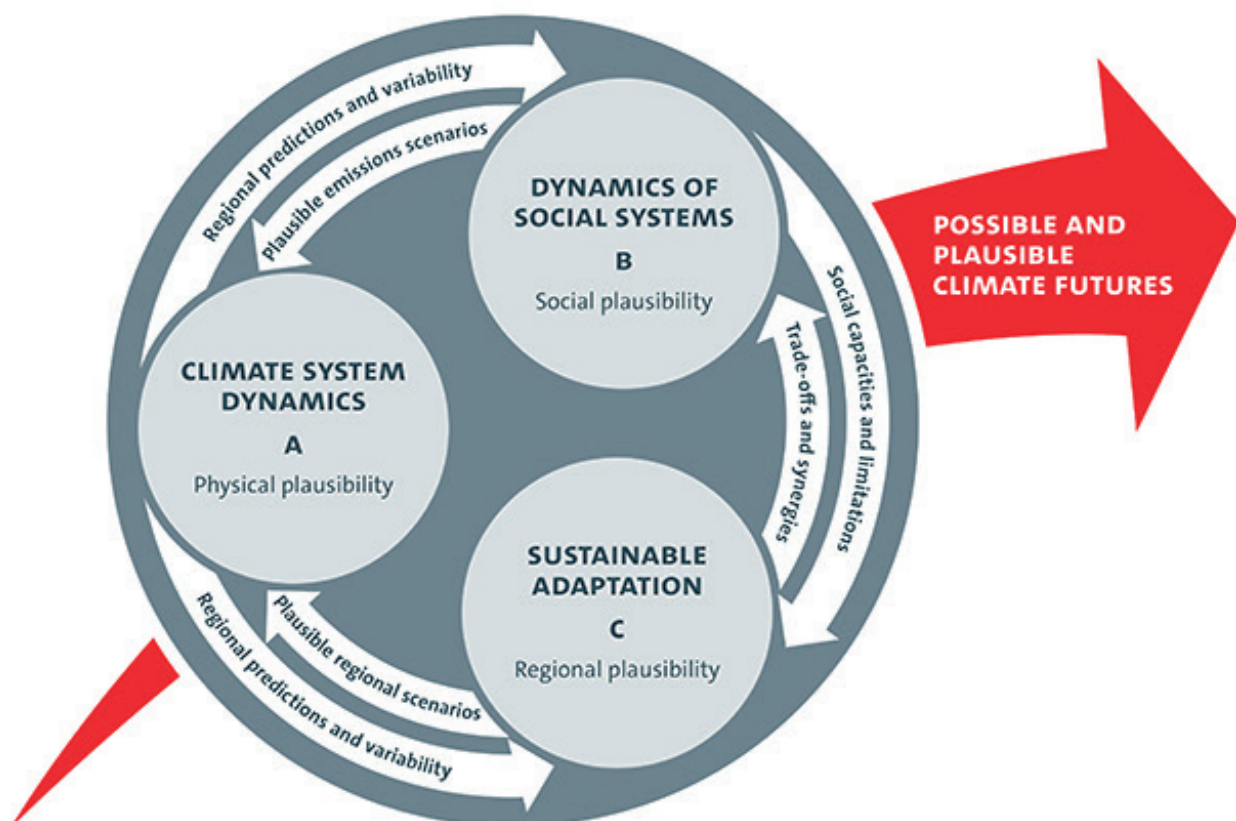 Regional predictions and variability
Plausible emissions scenarios
DYNAMICS OF
SOCIAL SYSTEMS
B
Social plausibility
POSSIBLE AND
PLAUSIBLE
CLIMATE FUTURES
Social capacities and limitations
Trade-offs and synergies
CLIMATE SYSTEM
DYNAMICS
A
Physical plausibility
SUSTAINABLE
ADAPTATION
C
Regional plausibility
Plausible regional scenarios
Regional predictions and variability